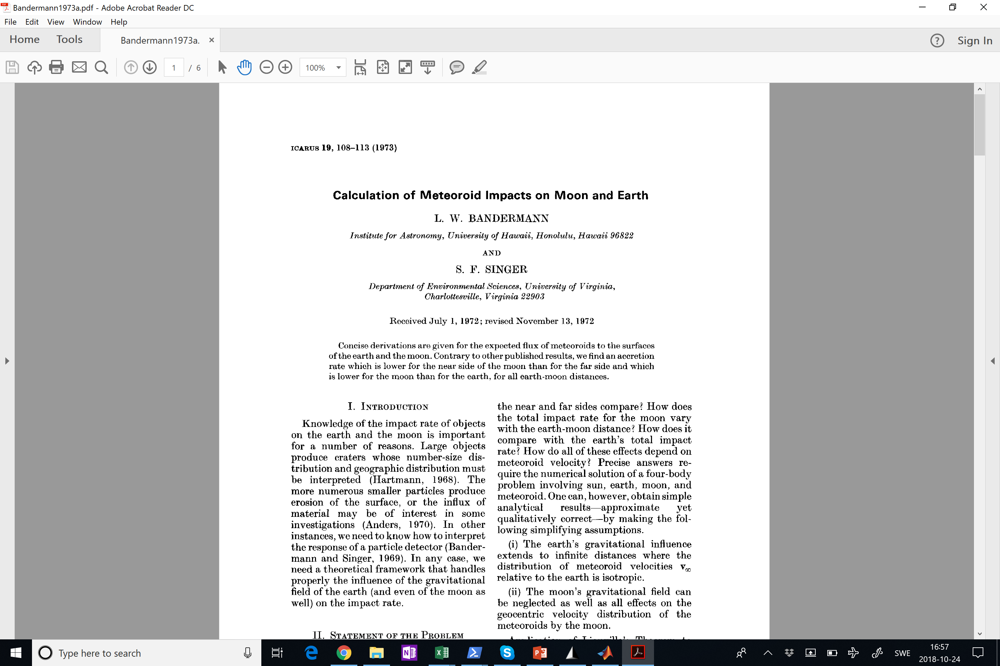 Bandermann1973a.pdf - Adobe Acrobat Reader DC
File Edit View Window Help
Home Tools Bandermann1973a. × ? Sign In
1 / 6 100%
ICARUS 19, 108–113 (1973)
Calculation of Meteoroid Impacts on Moon and Earth
L. W. BANDERMANN
Institute for Astronomy, University of Hawaii, Honolulu, Hawaii 96822
AND
S. F. SINGER
Department of Environmental Sciences, University of Virginia,
Charlottesville, Virginia 22903
Received July 1, 1972; revised November 13, 1972
Concise derivations are given for the expected flux of meteoroids to the surfaces
of the earth and the moon. Contrary to other published results, we find an accretion
rate which is lower for the near side of the moon than for the far side and which
is lower for the moon than for the earth, for all earth-moon distances.
I. INTRODUCTION
Knowledge of the impact rate of objects
on the earth and the moon is important
for a number of reasons. Large objects
produce craters whose number-size dis-
tribution and geographic distribution must
be interpreted (Hartmann, 1968). The
more numerous smaller particles produce
erosion of the surface, or the influx of
material may be of interest in some
investigations (Anders, 1970). In other
instances, we need to know how to interpret
the response of a particle detector (Bander-
mann and Singer, 1969). In any case, we
need a theoretical framework that handles
properly the influence of the gravitational
field of the earth (and even of the moon as
well) on the impact rate.
II. STATEMENT OF THE PROBLEM
the near and far sides compare? How does
the total impact rate for the moon vary
with the earth-moon distance? How does it
compare with the earth's total impact
rate? How do all of these effects depend on
meteoroid velocity? Precise answers re-
quire the numerical solution of a four-body
problem involving sun, earth, moon, and
meteoroid. One can, however, obtain simple
analytical results—approximate yet
qualitatively correct—by making the fol-
lowing simplifying assumptions.
(i) The earth's gravitational influence
extends to infinite distances where the
distribution of meteoroid velocities v∞
relative to the earth is isotropic.
(ii) The moon's gravitational field can
be neglected as well as all effects on the
geocentric velocity distribution of the
meteoroids by the moon.
Application of Liouville's Theorem to
Type here to search
SWE
16:57
2018-10-24